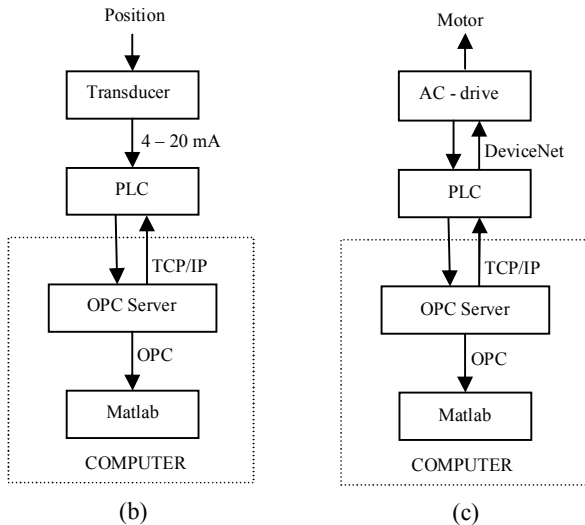 Position
Transducer
4 – 20 mA
PLC
TCP/IP
OPC Server
OPC
Matlab
COMPUTER
(b)
Motor
AC - drive
DeviceNet
PLC
TCP/IP
OPC Server
OPC
Matlab
COMPUTER
(c)